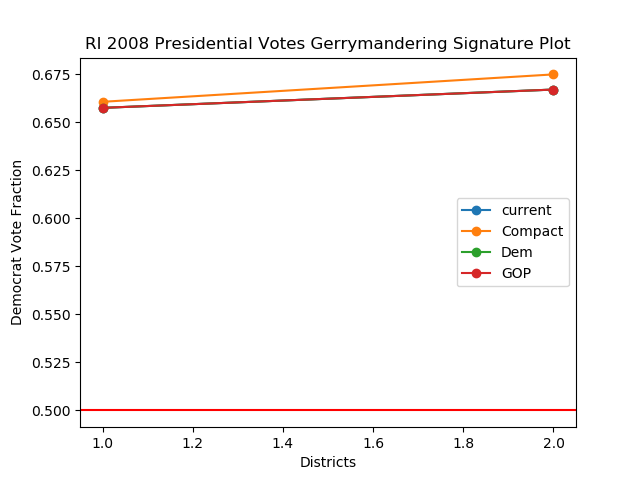 RI 2008 Presidential Votes Gerrymandering Signature Plot
0.675
0.650
0.625
0.600
0.575
0.550
0.525
0.500
Democrat Vote Fraction
current
Compact
Dem
GOP
1.0 1.2 1.4 1.6 1.8 2.0
Districts